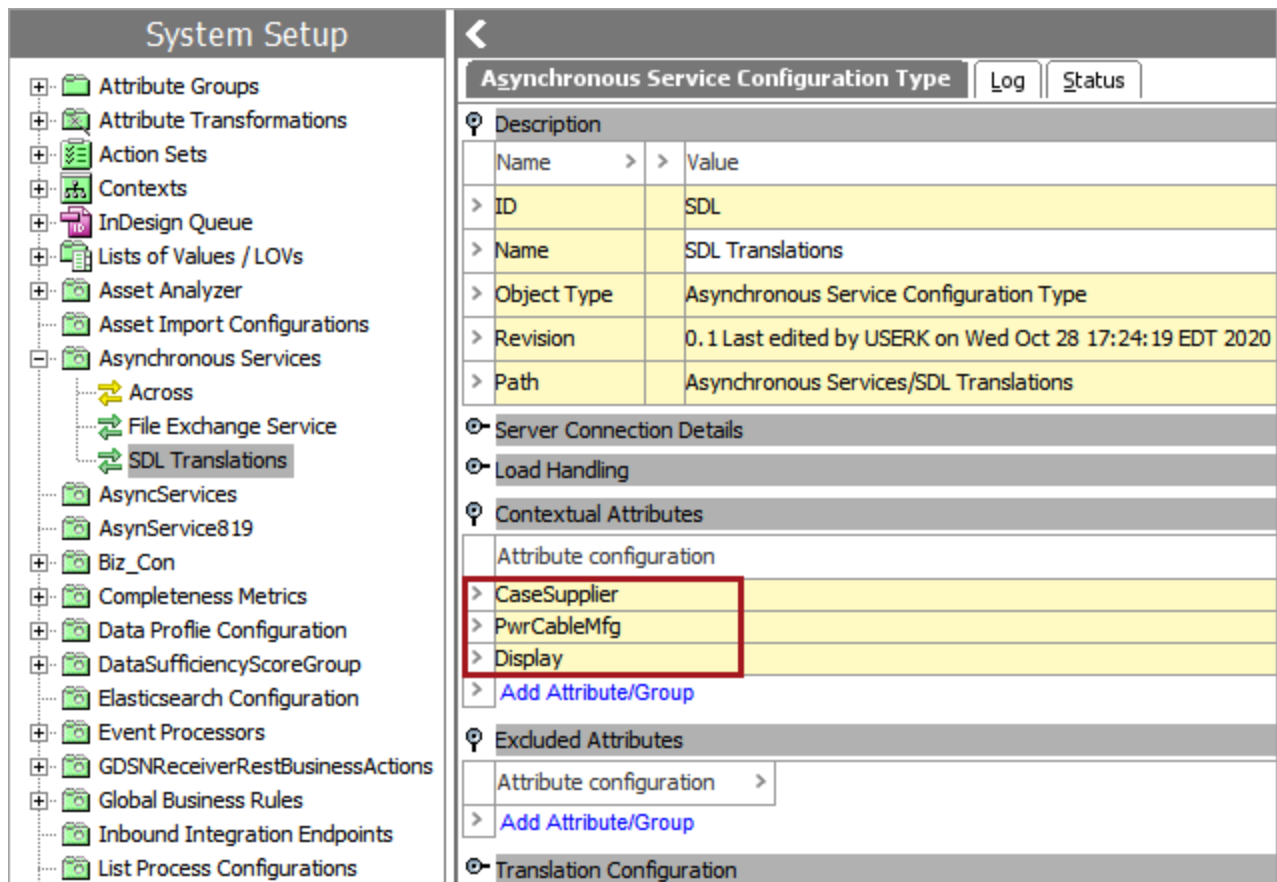 System Setup
Attribute Groups
Attribute Transformations
Action Sets
Contexts
InDesign Queue
Lists of Values / LOVs
Asset Analyzer
Asset Import Configurations
Asynchronous Services
Across
File Exchange Service
SDL Translations
AsyncServices
AsynService819
Biz_Con
Completeness Metrics
Data Proflie Configuration
DataSufficiencyScoreGroup
Elasticsearch Configuration
Event Processors
GDSNReceiverRestBusinessActions
Global Business Rules
Inbound Integration Endpoints
List Process Configurations
Asynchronous Service Configuration Type Log Status
Description
Name > > Value
> ID SDL
> Name SDL Translations
> Object Type Asynchronous Service Configuration Type
> Revision 0.1 Last edited by USERK on Wed Oct 28 17:24:19 EDT 2020
> Path Asynchronous Services/SDL Translations
Server Connection Details
Load Handling
Contextual Attributes
Attribute configuration
> CaseSupplier
> PwrCableMfg
> Display
> Add Attribute/Group
Excluded Attributes
Attribute configuration >
> Add Attribute/Group
Translation Configuration